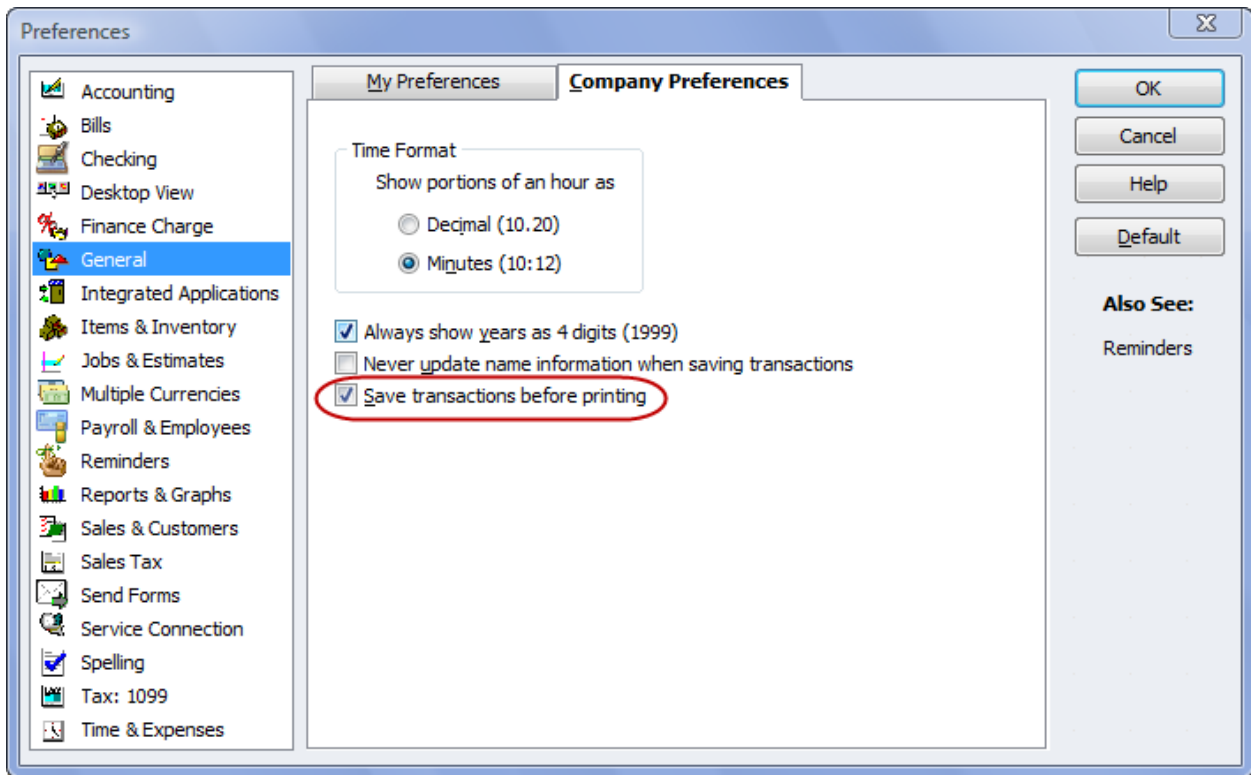 Preferences
Accounting
Bills
Checking
Desktop View
Finance Charge
General
Integrated Applications
Items & Inventory
Jobs & Estimates
Multiple Currencies
Payroll & Employees
Reminders
Reports & Graphs
Sales & Customers
Sales Tax
Send Forms
Service Connection
Spelling
Tax: 1099
Time & Expenses
My Preferences
Company Preferences
Time Format
Show portions of an hour as
Decimal (10.20)
Minutes (10:12)
Always show years as 4 digits (1999)
Never update name information when saving transactions
Save transactions before printing
OK
Cancel
Help
Default
Also See:
Reminders